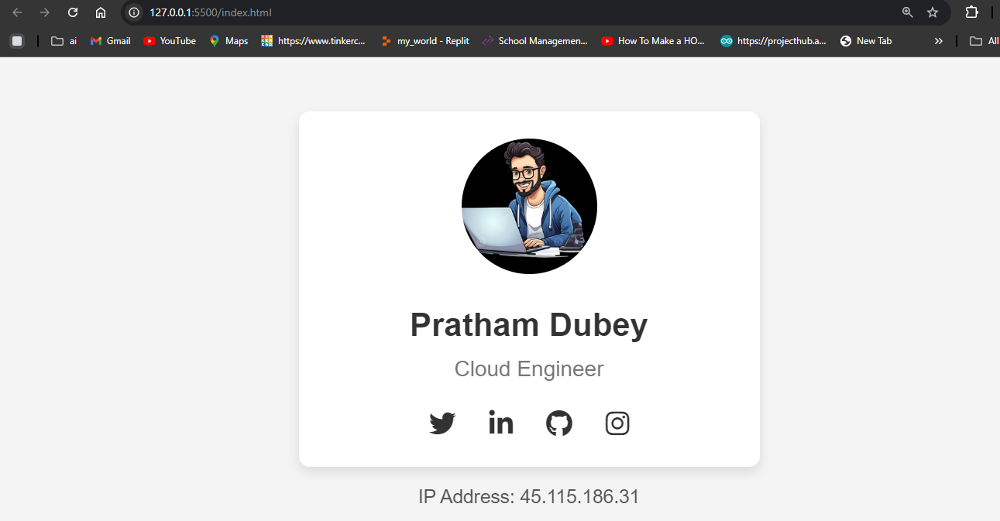 127.0.0.1:5500/index.html
ai Gmail YouTube Maps https://www.tinkerc... my_world - Replit School Managemen... How To Make a HO... https://projecthub.a... New Tab » All
Pratham Dubey
Cloud Engineer
in
IP Address: 45.115.186.31